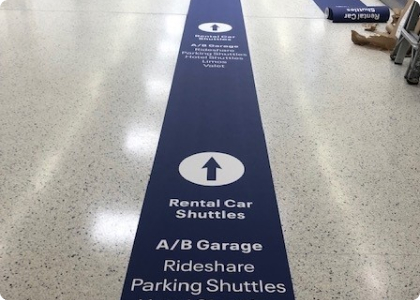 Rental Car
Shuttles
A/B Garage
Rideshare
Parking Shuttles
Hotel Shuttles
Limos
Valet
Rental Car
Shuttles
Rental Car
Shuttles
A/B Garage
Rideshare
Parking Shuttles